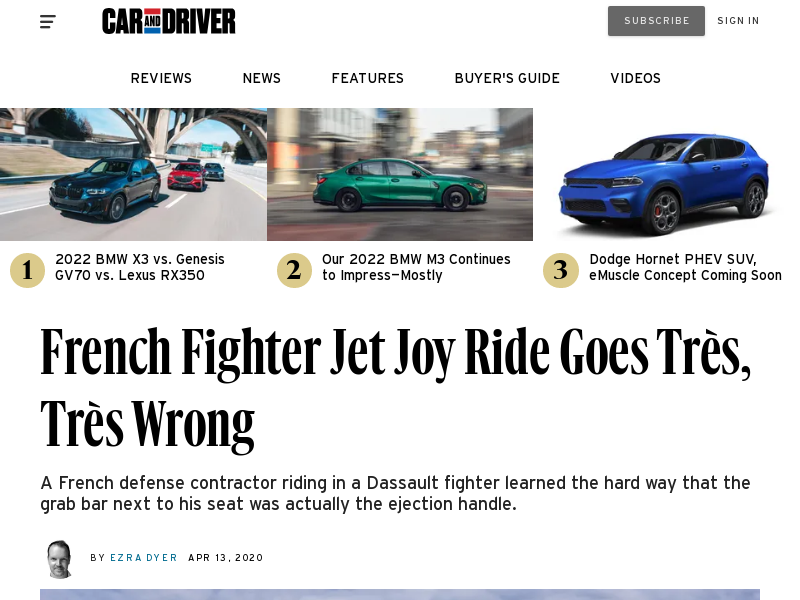 CAR AND DRIVER
SUBSCRIBE
SIGN IN
REVIEWS
NEWS
FEATURES
BUYER'S GUIDE
VIDEOS
1
2022 BMW X3 vs. Genesis
GV70 vs. Lexus RX350
2
Our 2022 BMW M3 Continues
to Impress—Mostly
3
Dodge Hornet PHEV SUV,
eMuscle Concept Coming Soon
French Fighter Jet Joy Ride Goes Très,
Très Wrong
A French defense contractor riding in a Dassault fighter learned the hard way that the
grab bar next to his seat was actually the ejection handle.
BY EZRA DYER APR 13, 2020